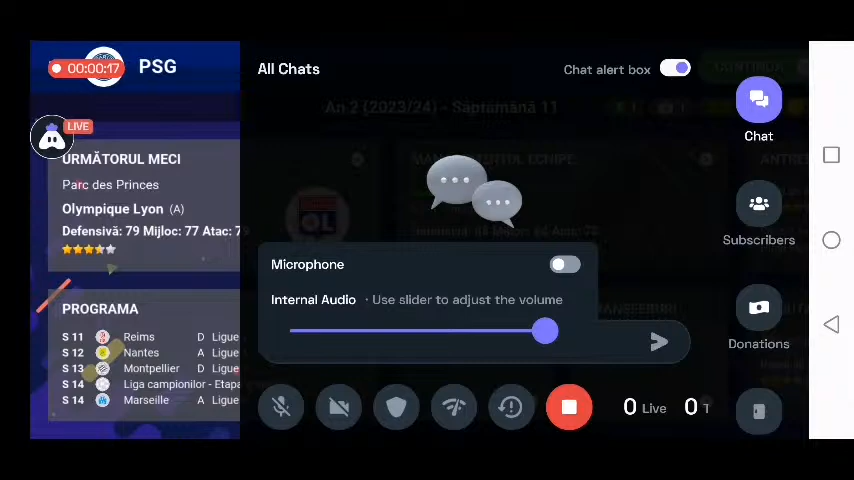 00:00:17
PSG
LIVE
URMĂTORUL MECI
Parc des Princes
Olympique Lyon (A)
Defensivă: 79 Mijloc: 77 Atac: 7
PROGRAMA
S 11 Reims D Ligue
S 12 Nantes A Ligue
S 13 Montpellier D Ligue
S 14 Liga campionilor - Etapa
S 14 Marseille A Ligue
All Chats
Chat alert box
An 2 (2023/24) - Săptămână 11
OL
Microphone
Internal Audio · Use slider to adjust the volume
0 Live 0 T
Chat
Subscribers
Donations